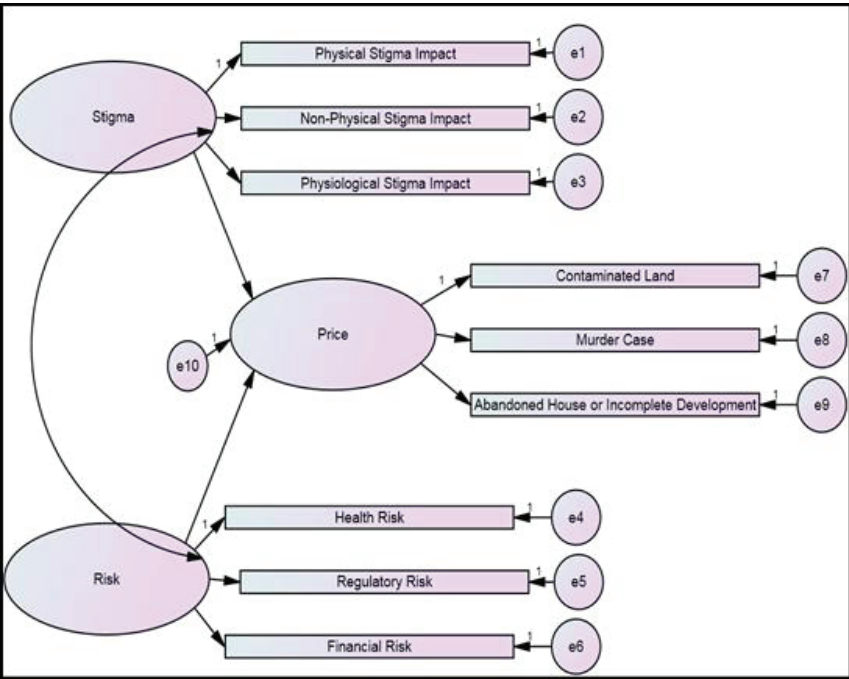 1
Physical Stigma Impact
1
e1
Stigma
Non-Physical Stigma Impact
1
e2
Physiological Stigma Impact
1
e3
1
Contaminated Land
1
e7
Price
Murder Case
1
e8
1
e10
Abandoned House or Incomplete Development
1
e9
1
Health Risk
1
e4
Risk
Regulatory Risk
1
e5
Financial Risk
1
e6